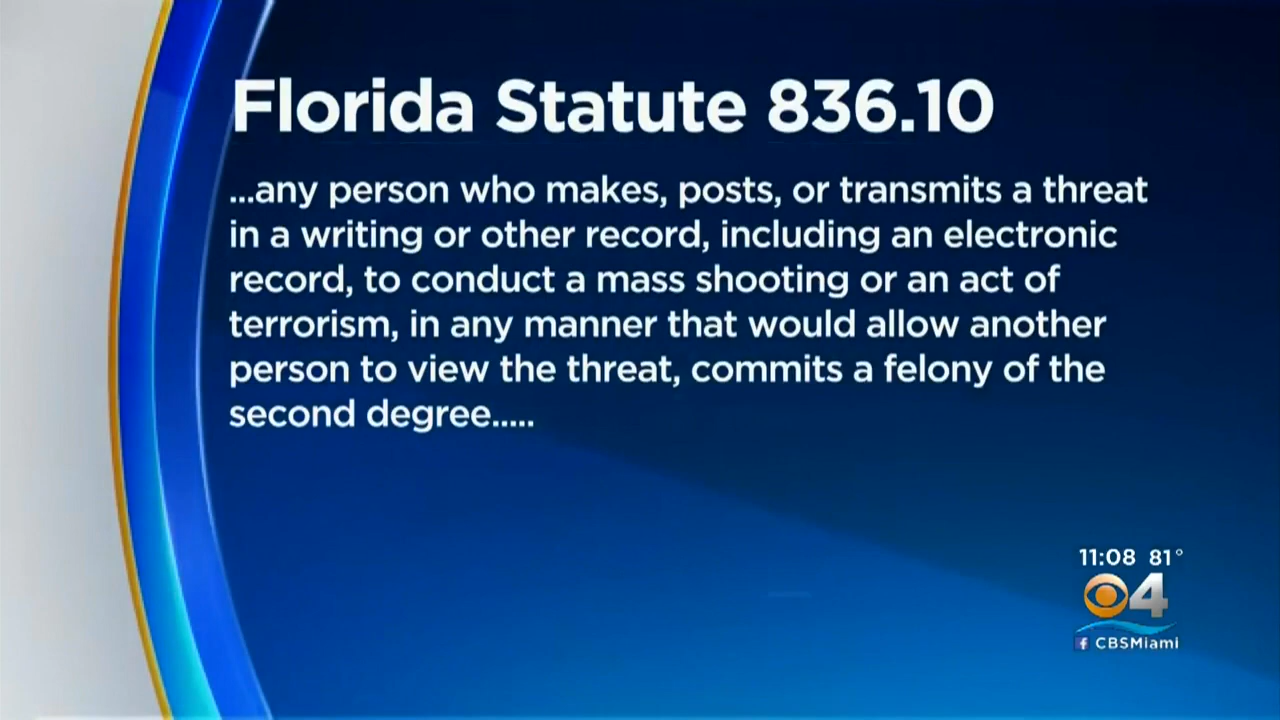 Florida Statute 836.10
...any person who makes, posts, or transmits a threat
in a writing or other record, including an electronic
record, to conduct a mass shooting or an act of
terrorism, in any manner that would allow another
person to view the threat, commits a felony of the
second degree.....
11:08 81°
4
f CBSMiami